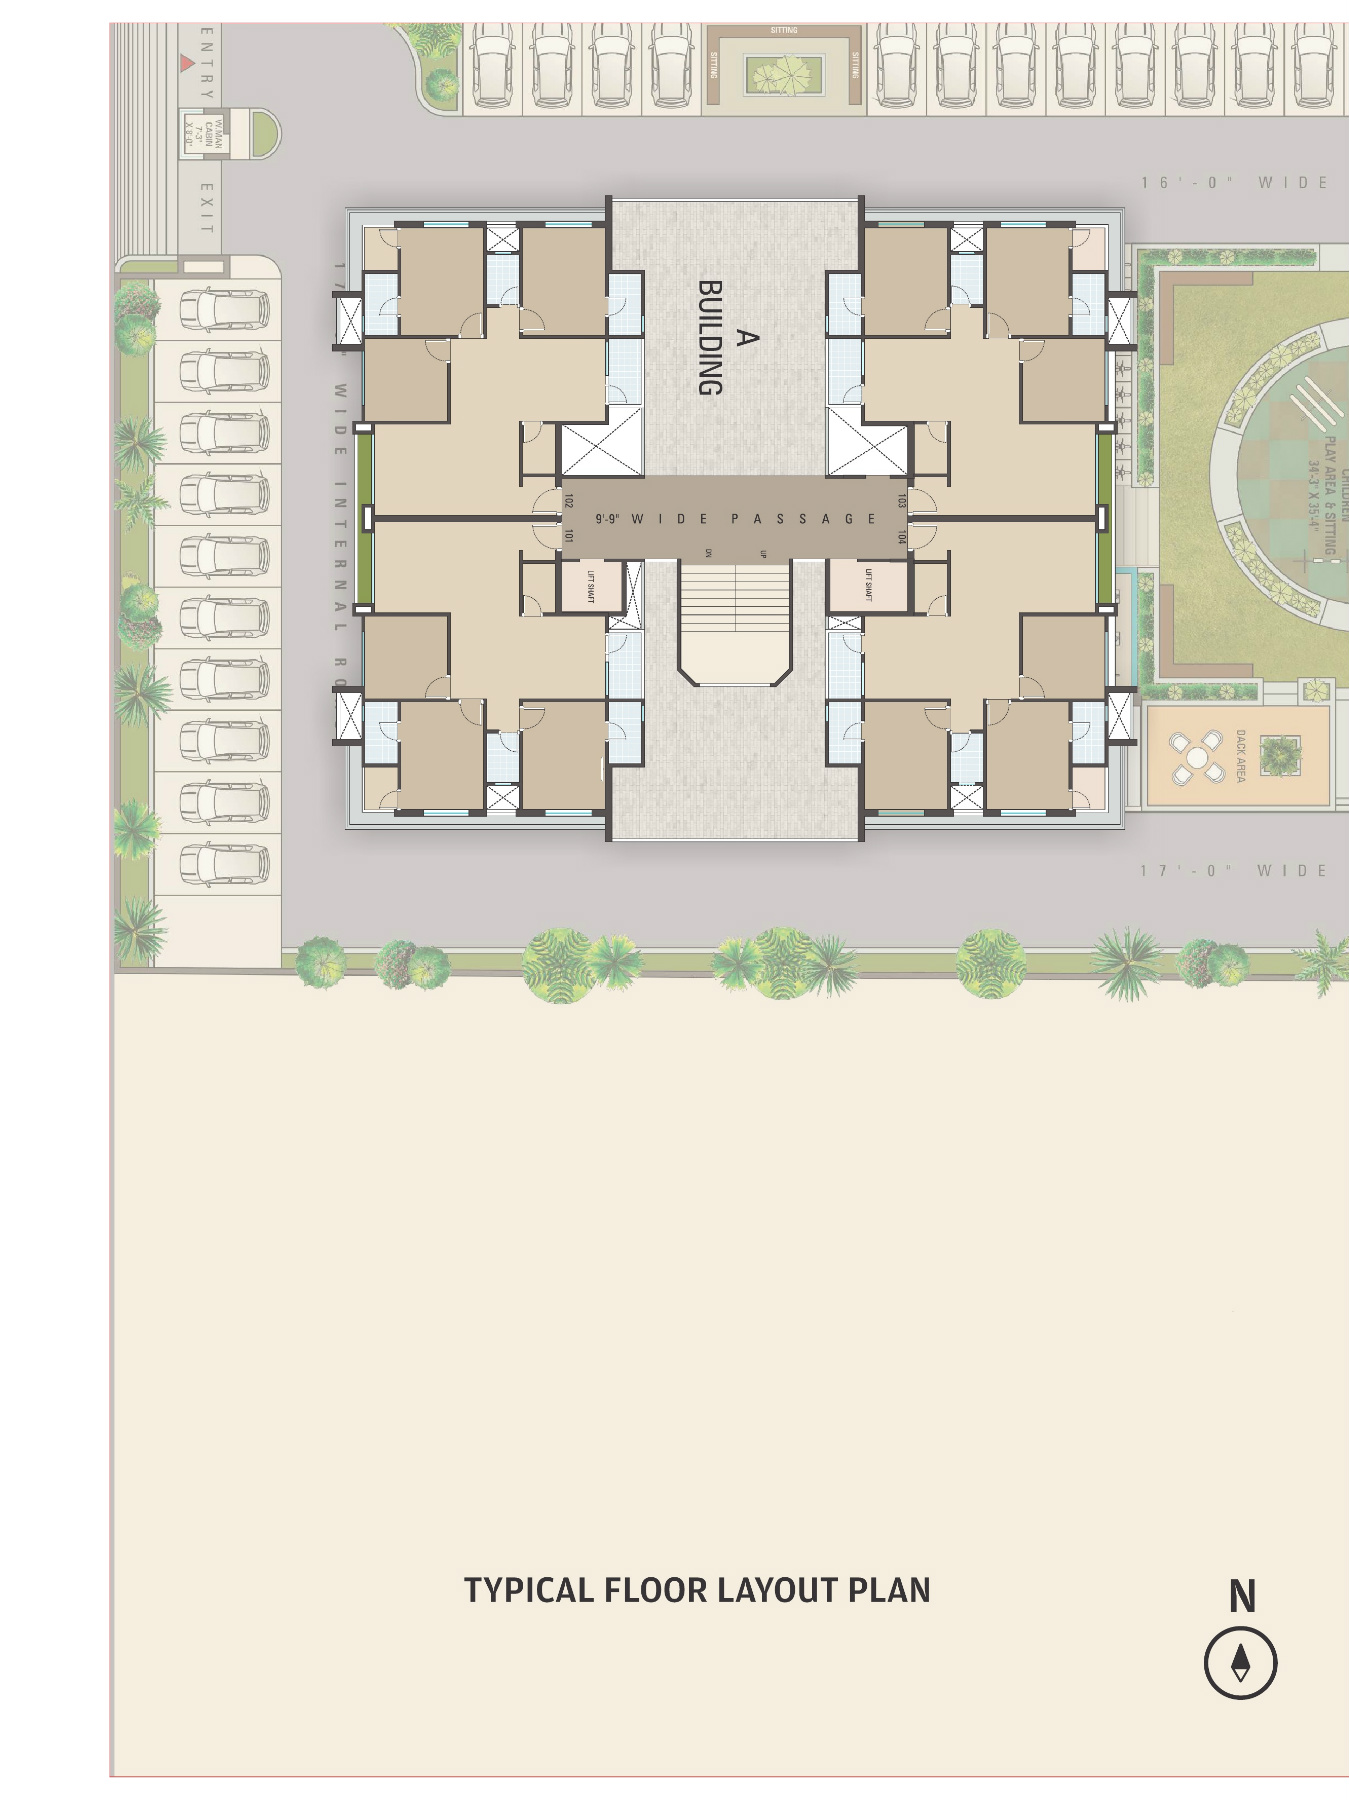 ENTRY
SITTING
SITTING
SITTING
W.MAN
CABIN
7'-3"
X 8'-0"
EXIT
16'-0" WIDE
A
BUILDING
WIDE INTERNAL
102
103
9'-9" WIDE PASSAGE
101
104
DN
UP
LIFT SHAFT
LIFT SHAFT
CHILDREN
PLAY AREA & SITTING
34'-3" X 35'-4"
DACK AREA
17'-0" WIDE
TYPICAL FLOOR LAYOUT PLAN
N